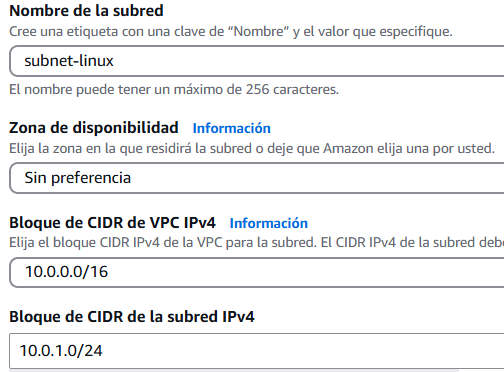 Nombre de la subred
Cree una etiqueta con una clave de “Nombre” y el valor que especifique.
subnet-linux
El nombre puede tener un máximo de 256 caracteres.
Zona de disponibilidad Información
Elija la zona en la que residirá la subred o deje que Amazon elija una por usted.
Sin preferencia
Bloque de CIDR de VPC IPv4 Información
Elija el bloque CIDR IPv4 de la VPC para la subred. El CIDR IPv4 de la subred
10.0.0.0/16
Bloque de CIDR de la subred IPv4
10.0.1.0/24